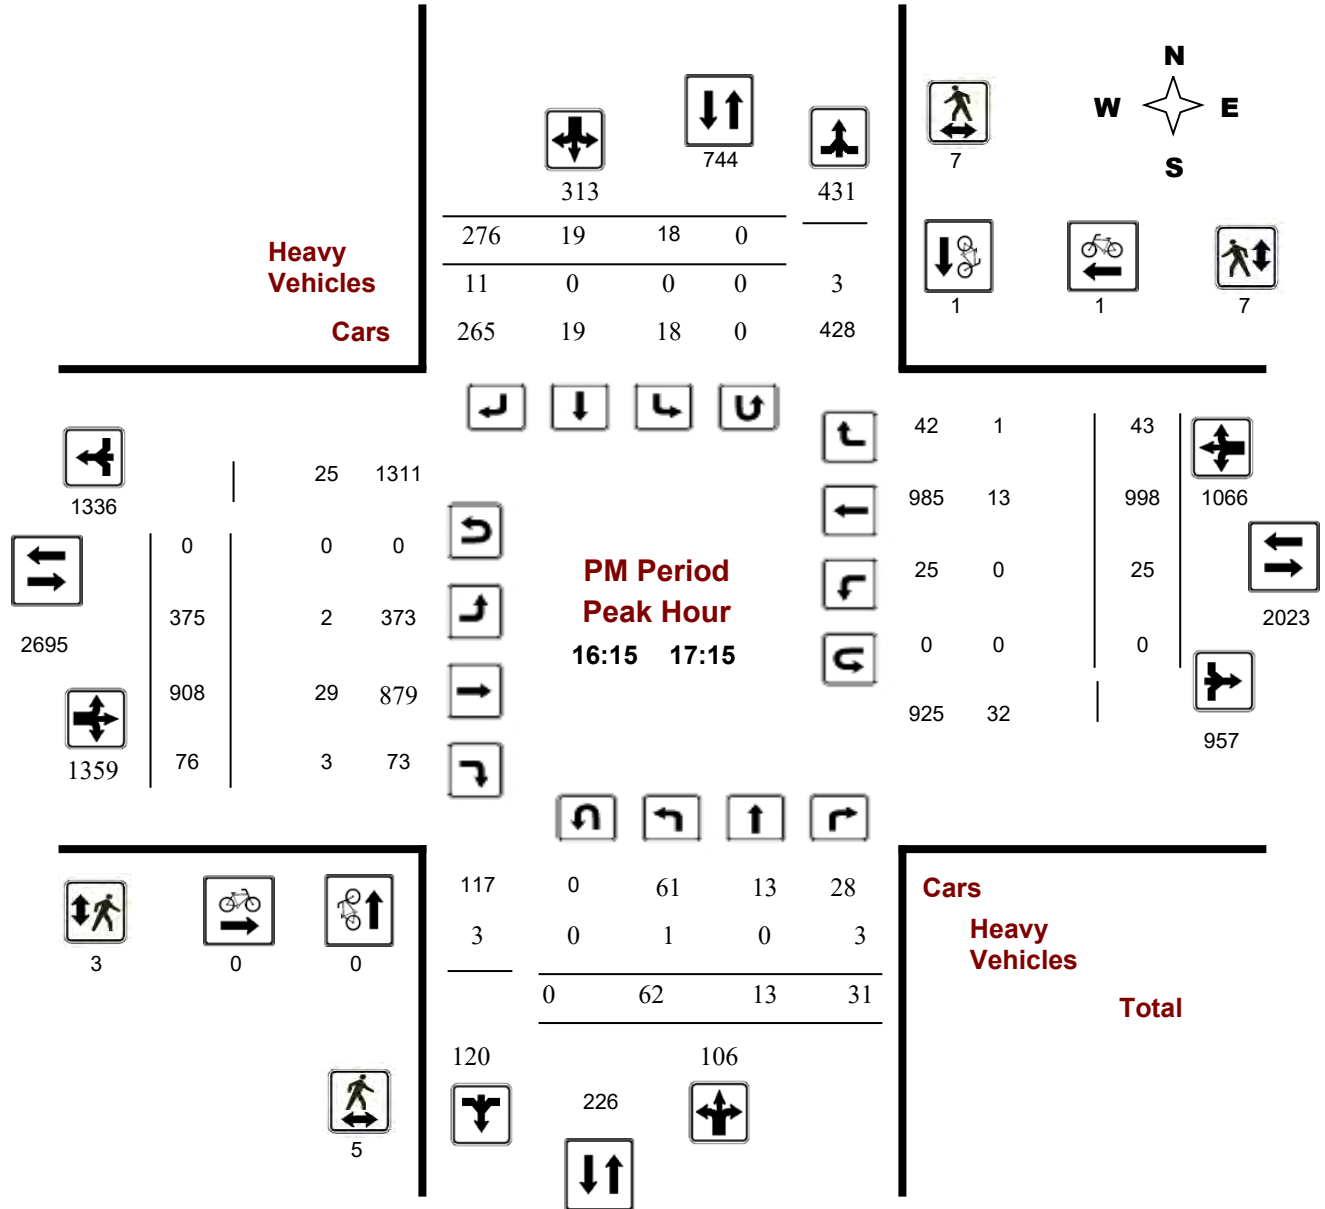 N
W E
S
744
7
313 431
276 19 18 0
Heavy
Vehicles
11 0 0 0 3
1 1 7
Cars
265 19 18 0 428
42 1 43
25 1311
1336
985 13 998 1066
0 0 0
PM Period
25 0 25
375 2 373
Peak Hour
2023
2695
16:15 17:15
0 0 0
908 29 879
925 32
957
1359 76 3 73
117 0 61 13 28
Cars
3 0 1 0 3
Heavy
Vehicles
3 0 0
0 62 13 31
Total
120 106
226
5